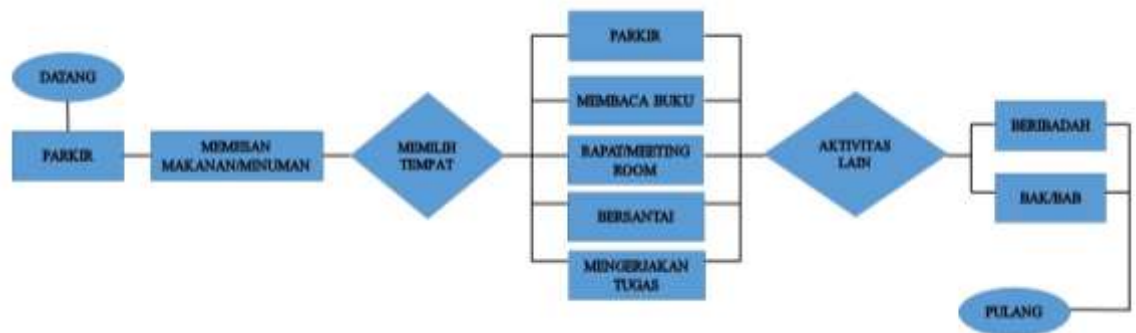 DATANG
PARKIR
MEMESAN
MAKANAN/MINUMAN
MEMILIH
TEMPAT
PARKIR
MEMBACA BUKU
RAPAT/MEETING
ROOM
BERSANTAI
MENGERJAKAN
TUGAS
AKTIVITAS
LAIN
BERIBADAH
BAK/BAB
PULANG